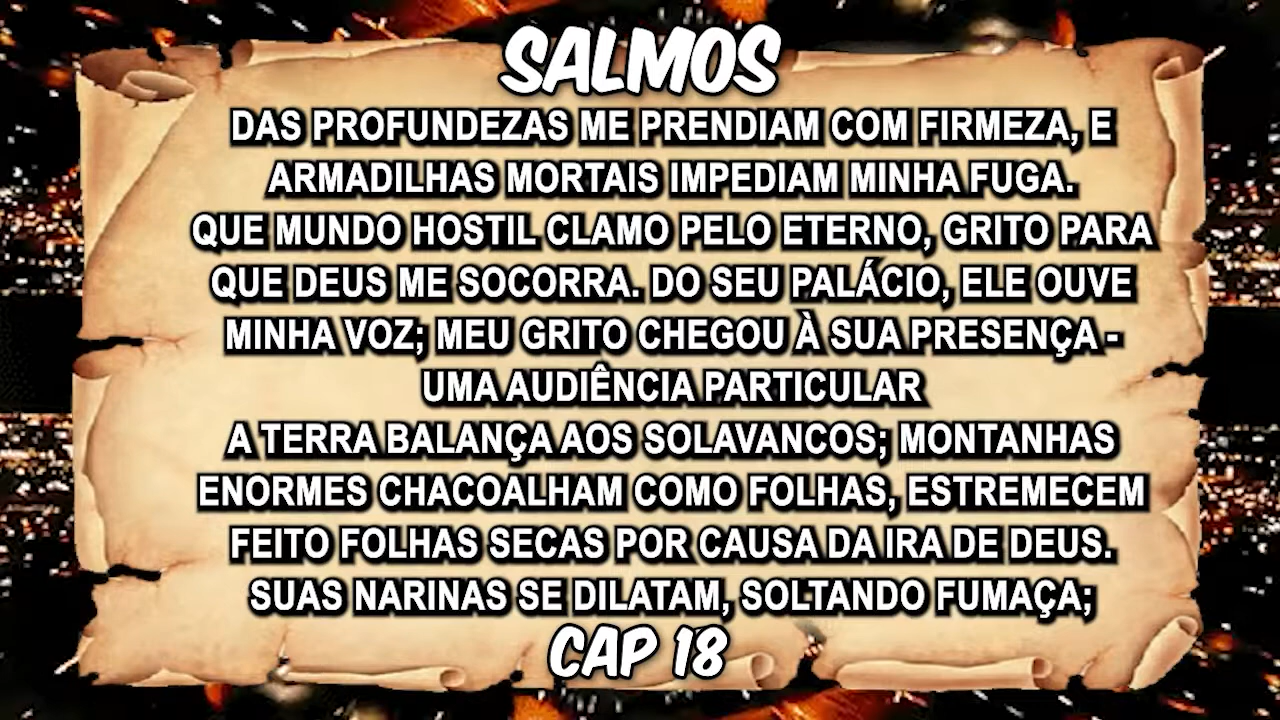 SALMOS
DAS PROFUNDEZAS ME PRENDIAM COM FIRMEZA, E
ARMADILHAS MORTAIS IMPEDIAM MINHA FUGA.
QUE MUNDO HOSTIL CLAMO PELO ETERNO, GRITO PARA
QUE DEUS ME SOCORRA. DO SEU PALÁCIO, ELE OUVE
MINHA VOZ; MEU GRITO CHEGOU À SUA PRESENÇA -
UMA AUDIÊNCIA PARTICULAR
A TERRA BALANÇA AOS SOLAVANCOS; MONTANHAS
ENORMES CHACOALHAM COMO FOLHAS, ESTREMECEM
FEITO FOLHAS SECAS POR CAUSA DA IRA DE DEUS.
SUAS NARINAS SE DILATAM, SOLTANDO FUMAÇA;
CAP 18